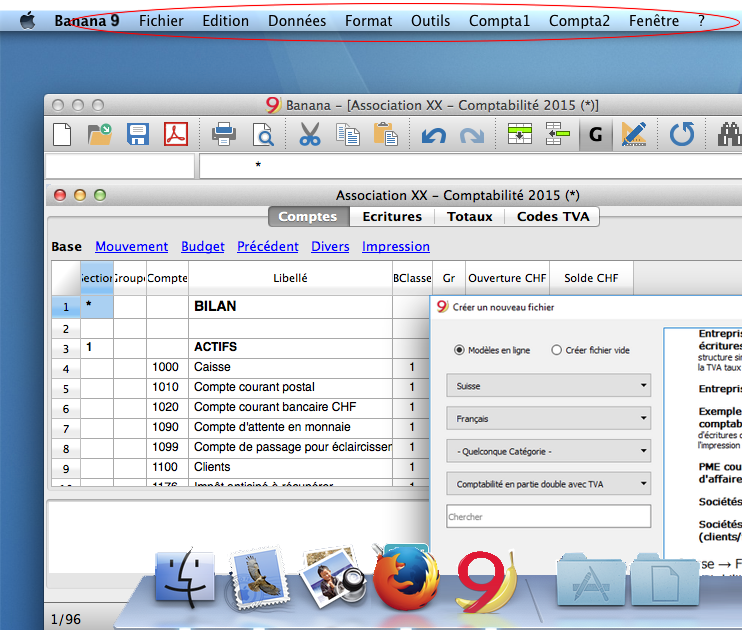 Banana 9 Fichier Edition Données Format Outils Compta1 Compta2 Fenêtre ?
9 Banana - [Association XX - Comptabilité 2015 (*)]
G
*
Association XX - Comptabilité 2015 (*)
Comptes Ecritures Totaux Codes TVA
Base Mouvement Budget Précédent Divers Impression
Section Groupe Compte Libellé BClasse Gr Ouverture CHF Solde CHF
1 * BILAN
2
3 1 ACTIFS
4 1000 Caisse 1
5 1010 Compte courant postal 1
6 1020 Compte courant bancaire CHF 1
7 1090 Compte d'attente en monnaie 1
8 1099 Compte de passage pour éclaircissem 1
9 1100 Clients 1
1176 Impôt anticipé à récupérer 1
9 Créer un nouveau fichier
Modèles en ligne Créer fichier vide
Suisse
Français
- Quelconque Catégorie -
Comptabilité en partie double avec TVA
Chercher
Entrepris
écritures
structure sim
la TVA taux
Entrepris
Exemple
comptab
d'écritures c
l'impression
PME cou
d'affaire
Sociétés
Sociétés
(clients/
se → F
9
1/96